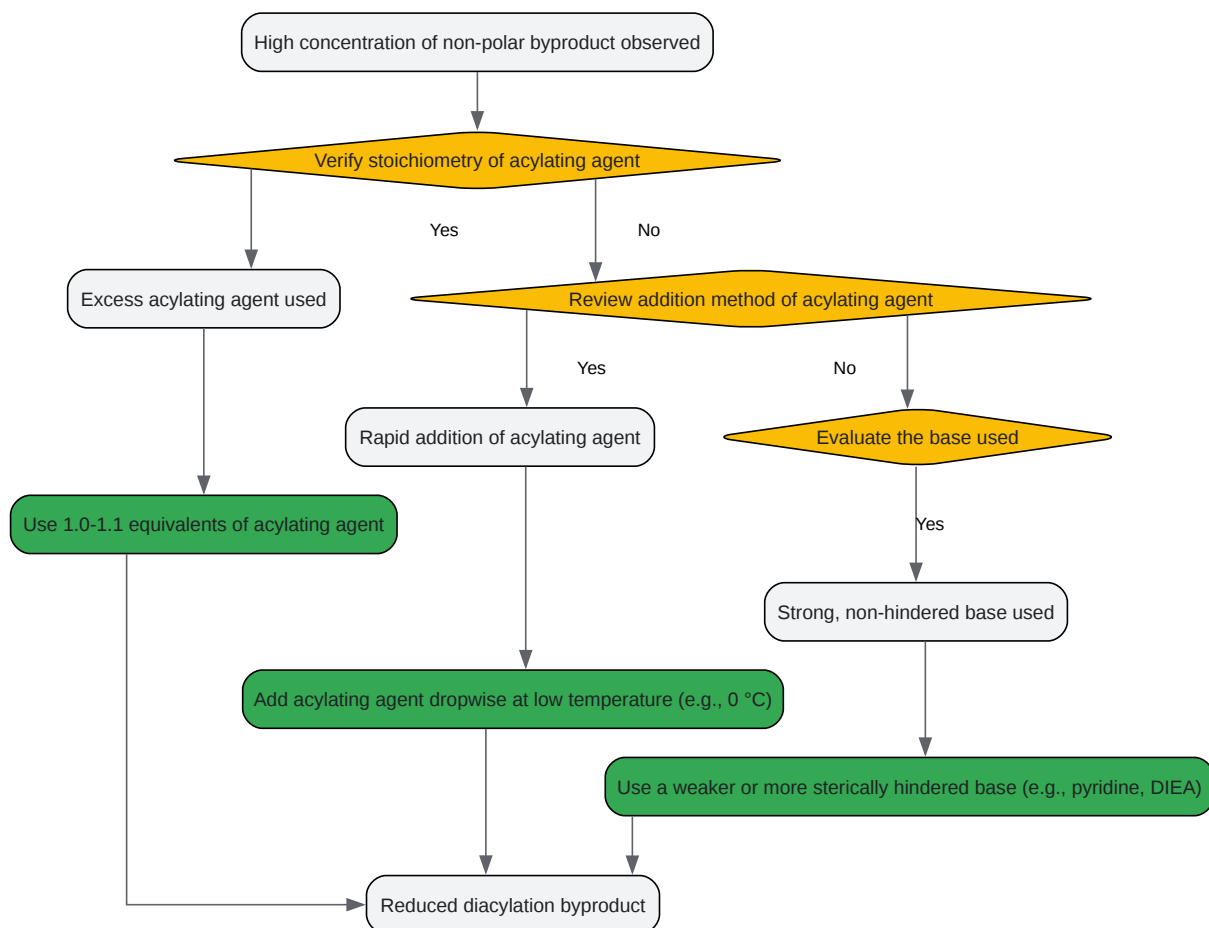 High concentration of non-polar byproduct observed
Verify stoichiometry of acylating agent
Yes
No
Excess acylating agent used
Review addition method of acylating agent
Yes
No
Rapid addition of acylating agent
Evaluate the base used
Use 1.0-1.1 equivalents of acylating agent
Yes
Strong, non-hindered base used
Add acylating agent dropwise at low temperature (e.g., 0 °C)
Use a weaker or more sterically hindered base (e.g., pyridine, DIEA)
Reduced diacylation byproduct